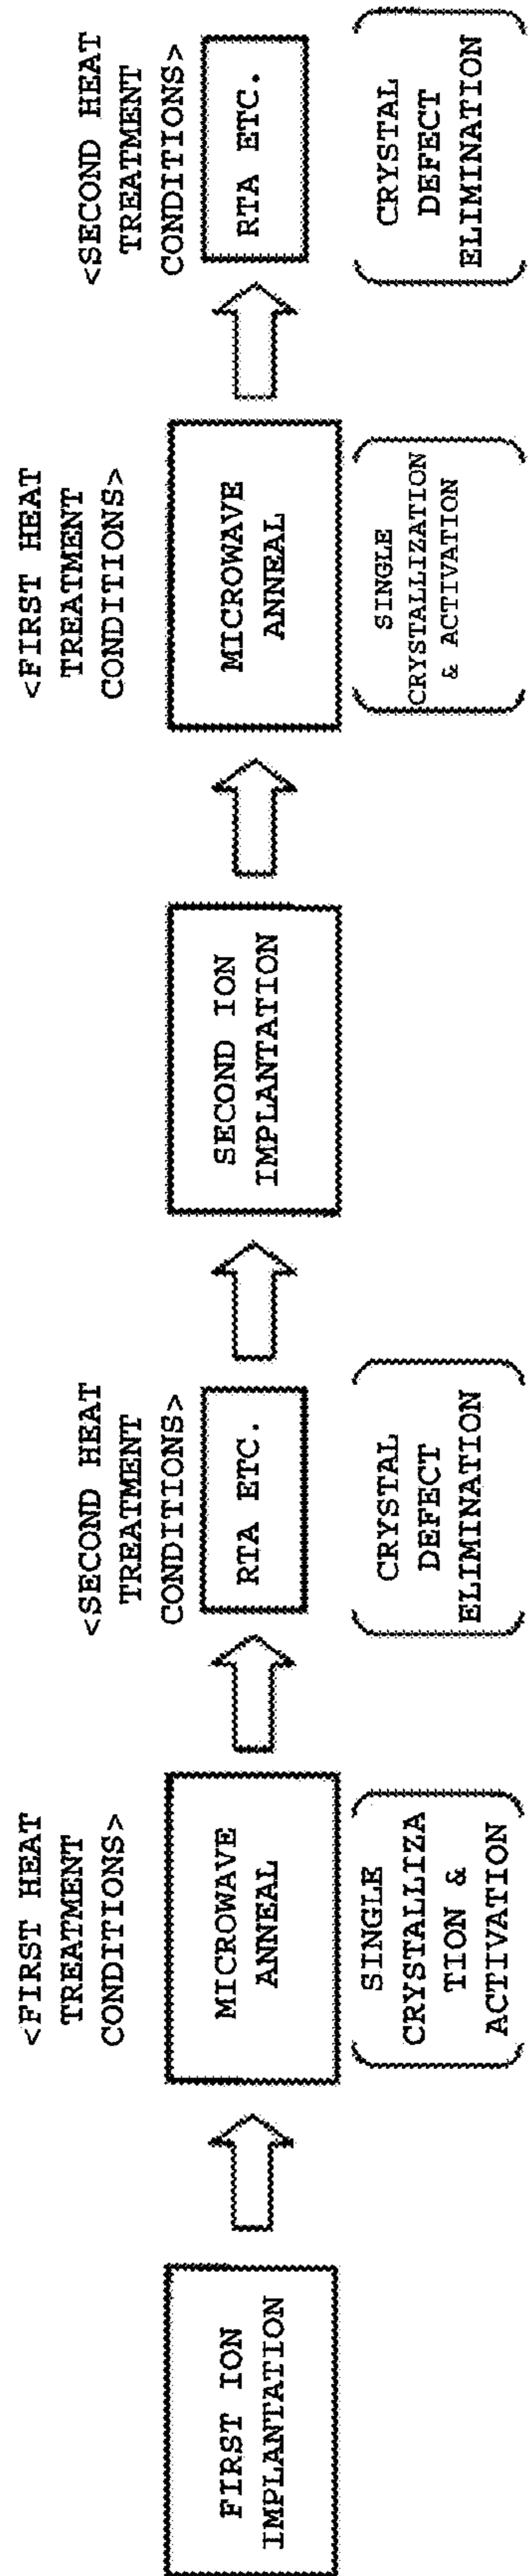 FIRST ION
IMPLANTATION
<FIRST HEAT
TREATMENT
CONDITIONS>
MICROWAVE
ANNEAL
SINGLE
CRYSTALLIZA
TION &
ACTIVATION
<SECOND HEAT
TREATMENT
CONDITIONS>
RTA ETC.
CRYSTAL
DEFECT
ELIMINATION
SECOND ION
IMPLANTATION
<FIRST HEAT
TREATMENT
CONDITIONS>
MICROWAVE
ANNEAL
SINGLE
CRYSTALLIZATION
& ACTIVATION
<SECOND HEAT
TREATMENT
CONDITIONS>
RTA ETC.
CRYSTAL
DEFECT
ELIMINATION